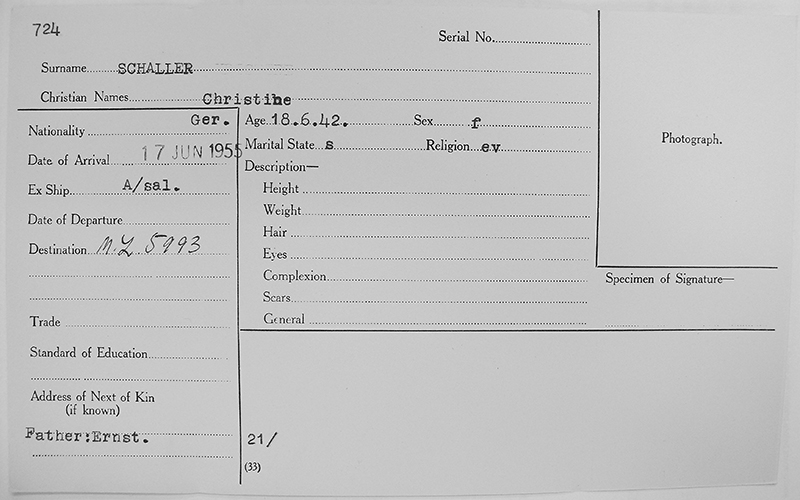 724
Serial No.
Surname SCHALLER
Christian Names Christine
Nationality Ger.
Date of Arrival 17 JUN 1955
Ex Ship A/sal.
Date of Departure
Destination M.L 5993
Trade
Standard of Education
Address of Next of Kin
(if known)
Father:Ernst.
Age 18.6.42. Sex f
Marital State s Religion ev
Description—
Height
Weight
Hair
Eyes
Complexion
Scars
General
21/
(33)
Photograph.
Specimen of Signature—